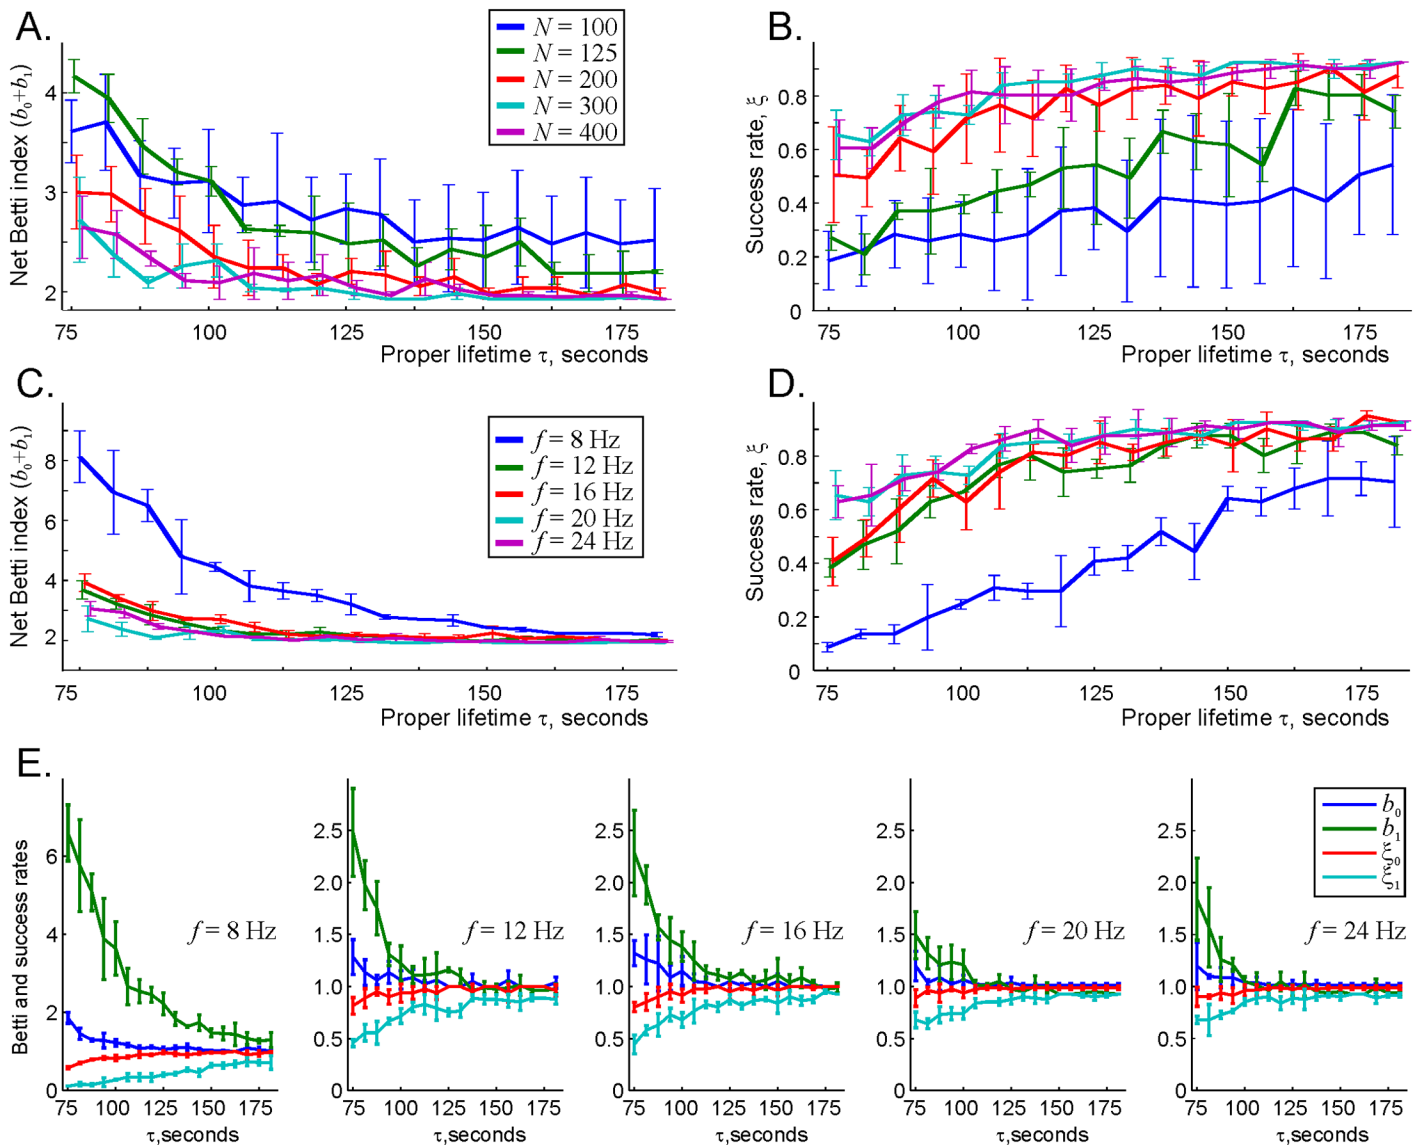 A.
N = 100
N = 125
N = 200
N = 300
N = 400
Net Betti index (b₀+b₁)
4
3
2
75
100
125
150
175
Proper lifetime τ, seconds
B.
Success rate, ξ
0.8
0.6
0.4
0.2
0
75
100
125
150
175
Proper lifetime τ, seconds
C.
f = 8 Hz
f = 12 Hz
f = 16 Hz
f = 20 Hz
f = 24 Hz
Net Betti index (b₀+b₁)
8
6
4
2
75
100
125
150
175
Proper lifetime τ, seconds
D.
Success rate, ξ
0.8
0.6
0.4
0.2
0
75
100
125
150
175
Proper lifetime τ, seconds
E.
Betti and success rates
6
4
2
0
f = 8 Hz
75 100 125 150 175
τ,seconds
2.5
2.0
1.5
1.0
0.5
0
f = 12 Hz
75 100 125 150 175
τ,seconds
2.5
2.0
1.5
1.0
0.5
0
f = 16 Hz
75 100 125 150 175
τ,seconds
2.5
2.0
1.5
1.0
0.5
0
f = 20 Hz
75 100 125 150 175
τ,seconds
2.5
2.0
1.5
1.0
0.5
0
b₀
b₁
ξ₀
ξ₁
f = 24 Hz
75 100 125 150 175
τ,seconds